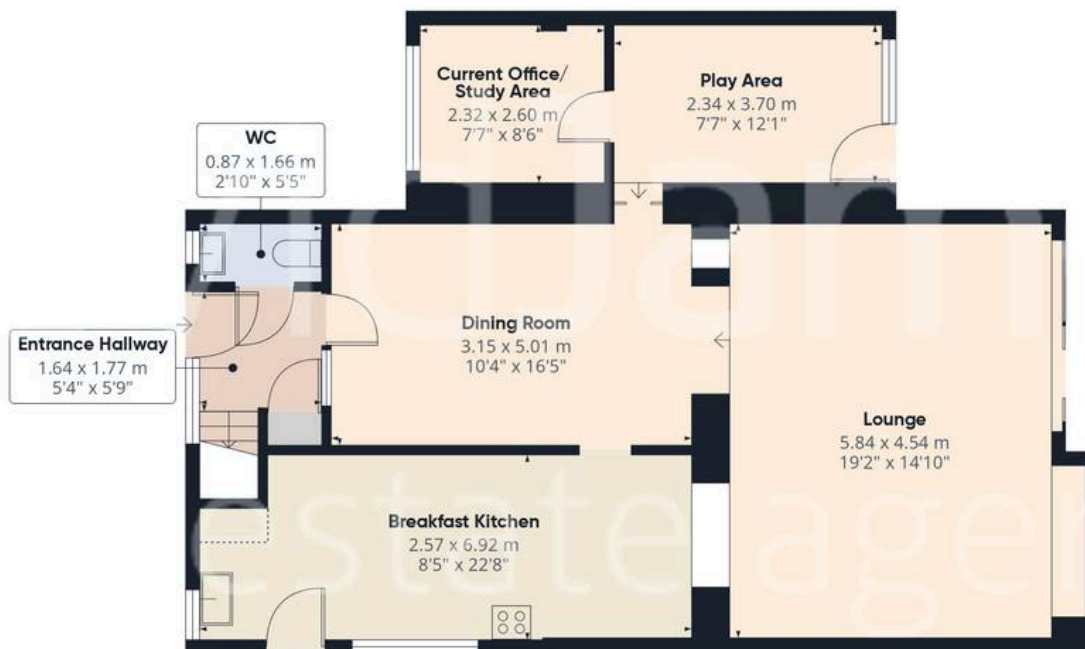 Current Office/
Study Area
2.32 x 2.60 m
7'7" x 8'6"
Play Area
2.34 x 3.70 m
7'7" x 12'1"
WC
0.87 x 1.66 m
2'10" x 5'5"
Entrance Hallway
1.64 x 1.77 m
5'4" x 5'9"
Dining Room
3.15 x 5.01 m
10'4" x 16'5"
Lounge
5.84 x 4.54 m
19'2" x 14'10"
Breakfast Kitchen
2.57 x 6.92 m
8'5" x 22'8"
estate agen